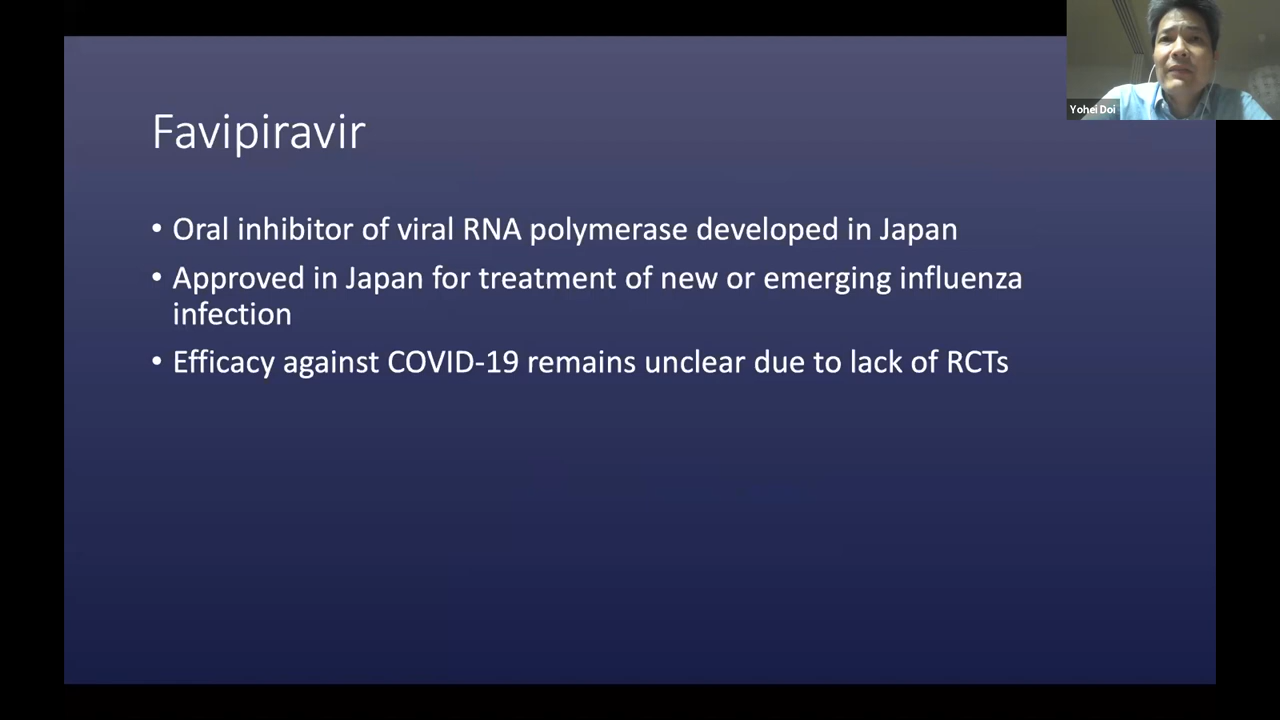 Yohei Doi
Favipiravir
• Oral inhibitor of viral RNA polymerase developed in Japan
• Approved in Japan for treatment of new or emerging influenza
infection
• Efficacy against COVID-19 remains unclear due to lack of RCTs